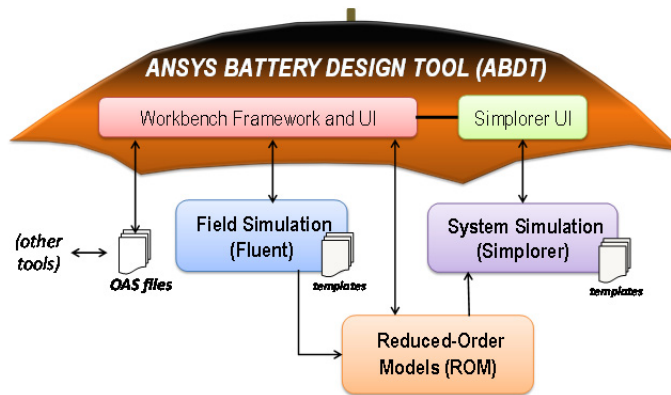 ANSYS BATTERY DESIGN TOOL (ABDT)
Workbench Framework and UI
Simplorer UI
(other
tools)
OAS files
Field Simulation
(Fluent)
templates
System Simulation
(Simplorer)
templates
Reduced-Order
Models (ROM)